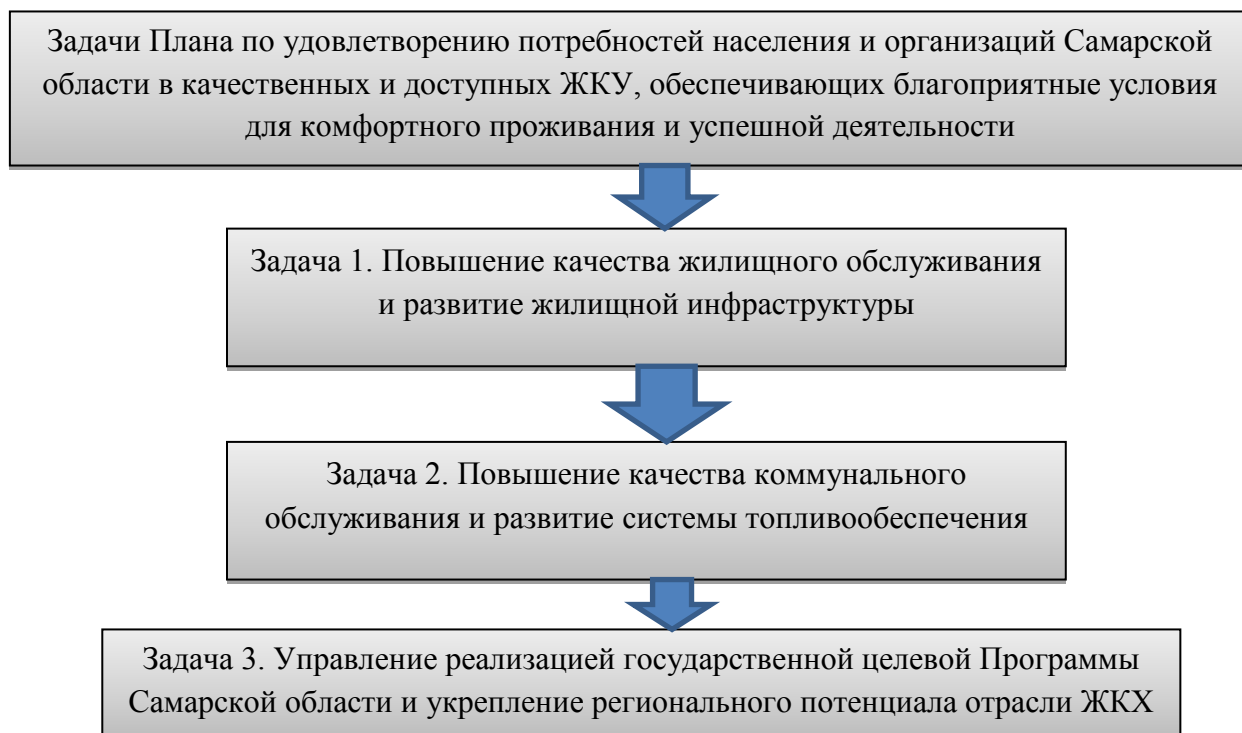 Задачи Плана по удовлетворению потребностей населения и организаций Самарской
области в качественных и доступных ЖКУ, обеспечивающих благоприятные условия
для комфортного проживания и успешной деятельности
Задача 1. Повышение качества жилищного обслуживания
и развитие жилищной инфраструктуры
Задача 2. Повышение качества коммунального
обслуживания и развитие системы топливообеспечения
Задача 3. Управление реализацией государственной целевой Программы
Самарской области и укрепление регионального потенциала отрасли ЖКХ